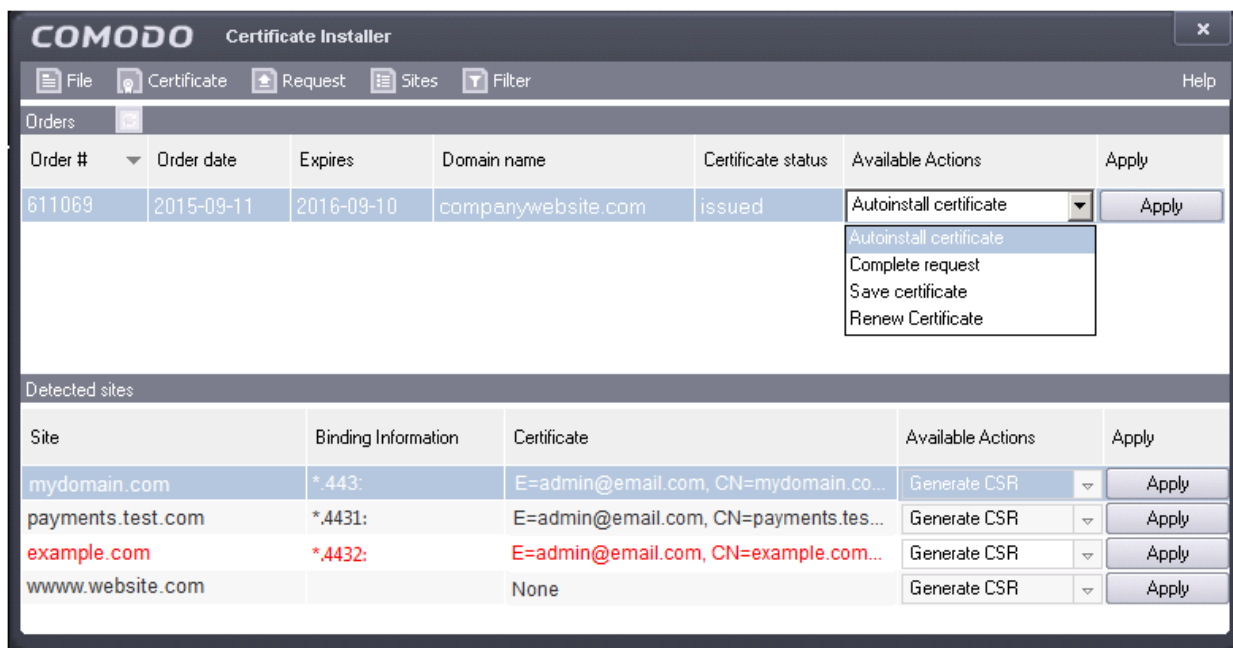 COMODO Certificate Installer
File Certificate Request Sites Filter Help
Orders
Order # Order date Expires Domain name Certificate status Available Actions Apply
611069 2015-09-11 2016-09-10 companywebsite.com issued Autoinstall certificate Apply
Autoinstall certificate
Complete request
Save certificate
Renew Certificate
Detected sites
Site Binding Information Certificate Available Actions Apply
mydomain.com *.443: E=admin@email.com, CN=mydomain.co... Generate CSR Apply
payments.test.com *.4431: E=admin@email.com, CN=payments.tes... Generate CSR Apply
example.com *.4432: E=admin@email.com, CN=example.com... Generate CSR Apply
wwww.website.com None Generate CSR Apply